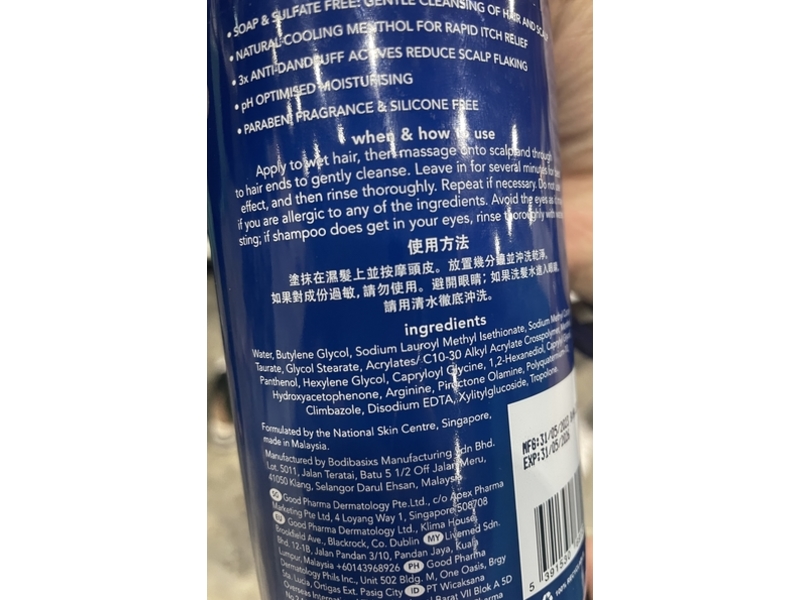 • SOAP & SULFATE FREE: GENTLE CLEANSING OF HAIR AND
• NATURAL-COOLING MENTHOL FOR RAPID ITCH RELIEF
• 3x ANTI-DANDRUFF ACTIVES REDUCE SCALP FLAKING
• pH OPTIMISED MOISTURISING
• PARABEN, FRAGRANCE & SILICONE FREE
when & how to use
Apply to wet hair, then massage onto scalp and through
to hair ends to gently cleanse. Leave in for several minutes for
effect, and then rinse thoroughly. Repeat if necessary. Do not
if you are allergic to any of the ingredients. Avoid the eyes as
sting; if shampoo does get in your eyes, rinse thoroughly with
使用方法
塗抹在濕髮上並按摩頭皮。放置幾分鐘並沖洗乾淨。
如果對成份過敏，請勿使用。避開眼睛；如果洗髮水進入眼睛，
請用清水徹底沖洗。
ingredients
Water, Butylene Glycol, Sodium Lauroyl Methyl Isethionate, Sodium Methyl
Taurate, Glycol Stearate, Acrylates/ C10-30 Alkyl Acrylate Crosspolymer,
Panthenol, Hexylene Glycol, Capryloyl Glycine, 1,2-Hexanediol,
Hydroxyacetophenone, Arginine, Piroctone Olamine,
Climbazole, Disodium EDTA, Xylitylglucoside, Tropolone.
Formulated by the National Skin Centre, Singapore,
made in Malaysia.
Manufactured by Bodibasixs Manufacturing Sdn Bhd.
Lot. 5011, Jalan Teratai, Batu 5 1/2 Off Jalan Meru,
41050 Klang, Selangor Darul Ehsan, Malaysia
MFG:31/05/2023
EXP:31/05/2026
SG Good Pharma Dermatology Pte.Ltd., c/o Apex Pharma
Marketing Pte Ltd, 4 Loyang Way 1, Singapore 508708
Good Pharma Dermatology Ltd., Klima House,
Brookfield Ave., Blackrock, Co. Dublin MY Livemed Sdn.
Bhd. 12-1B, Jalan Pandan 3/10, Pandan Jaya, Kuala
Lumpur, Malaysia +60143968926 PH Good Pharma
Dermatology Phils Inc., Unit 502 Bldg. M, One Oasis, Brgy
Sta. Lucia, Ortigas Ext. Pasig City ID PT Wicaksana
Overseas Barat VII Blok A 5D
Pharma